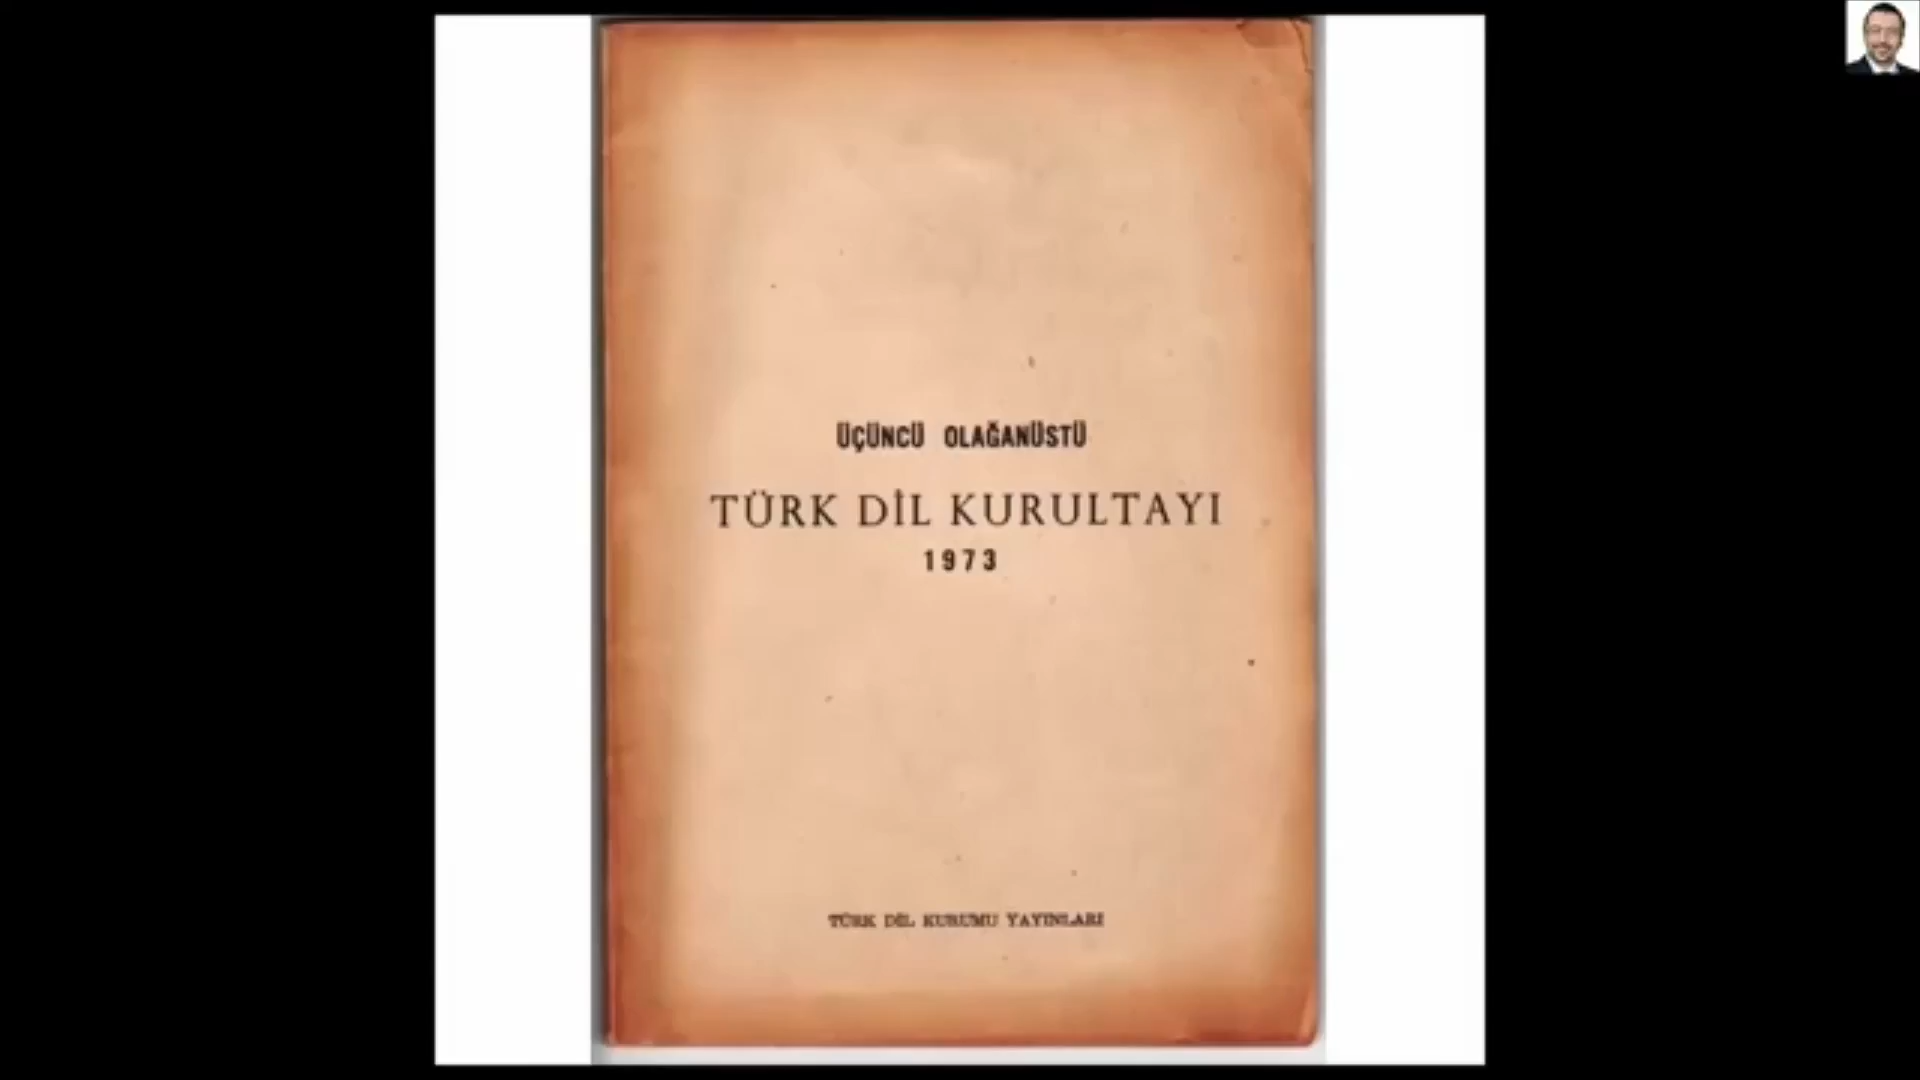 ÜÇÜNCÜ OLAĞANÜSTÜ
TÜRK DİL KURULTAYI
1973
TÜRK DİL KURUMU YAYINLARI